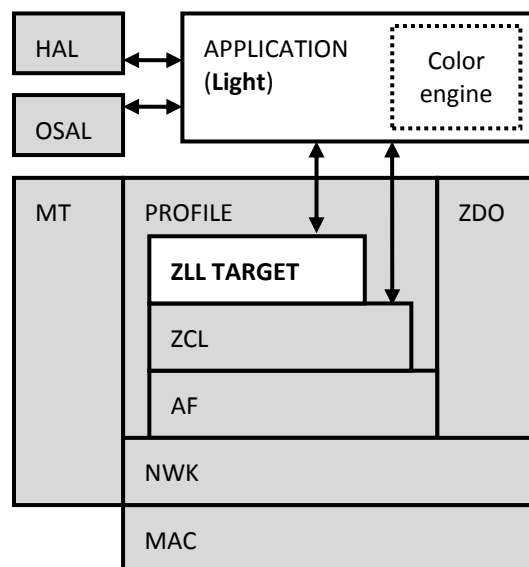 HAL
APPLICATION
(Light)
Color
engine
OSAL
MT
PROFILE
ZDO
ZLL TARGET
ZCL
AF
NWK
MAC